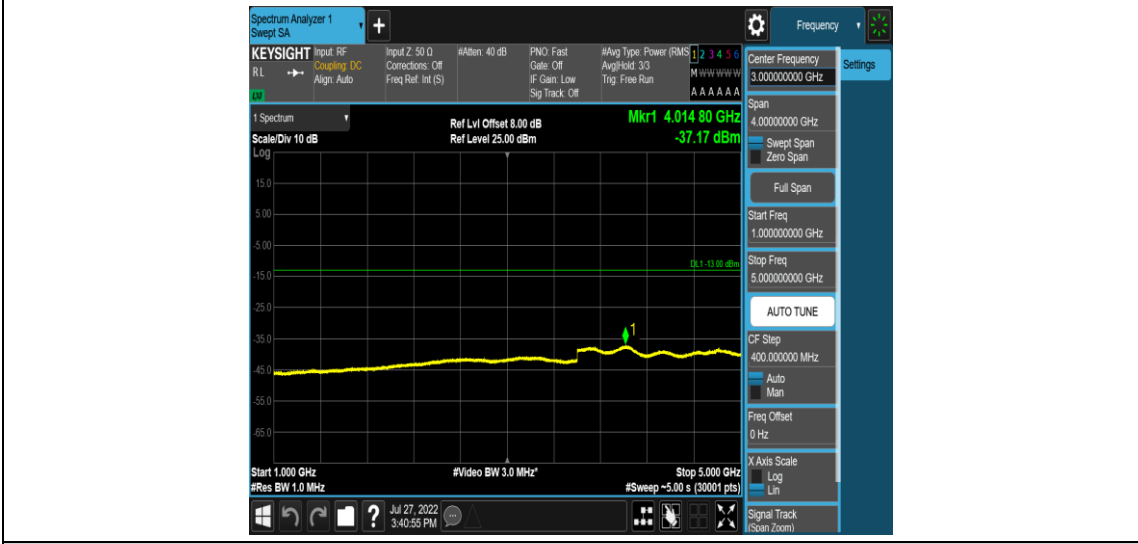 Spectrum Analyzer 1
Swept SA
Frequency
KEYSIGHT
RL
Input: RF
Coupling: DC
Align: Auto
Input Z: 50 Ω
Corrections: Off
Freq Ref: Int (S)
#Atten: 40 dB
PNO: Fast
Gate: Off
IF Gain: Low
Sig Track: Off
#Avg Type: Power (RMS
Avg|Hold: 3/3
Trig: Free Run
1 2 3 4 5 6
M W W W W W
A A A A A A
1 Spectrum
Scale/Div 10 dB
Log
Ref Lvl Offset 8.00 dB
Ref Level 25.00 dBm
Mkr1 4.014 80 GHz
-37.17 dBm
15.0
5.00
-5.00
-15.0
-25.0
-35.0
-45.0
-55.0
-65.0
DL1 -13.00 dBm
1
Start 1.000 GHz
#Res BW 1.0 MHz
#Video BW 3.0 MHz*
Stop 5.000 GHz
#Sweep ~5.00 s (30001 pts)
?
Jul 27, 2022
3:40:55 PM
Center Frequency
3.000000000 GHz
Settings
Span
4.00000000 GHz
Swept Span
Zero Span
Full Span
Start Freq
1.000000000 GHz
Stop Freq
5.000000000 GHz
AUTO TUNE
CF Step
400.000000 MHz
Auto
Man
Freq Offset
0 Hz
X Axis Scale
Log
Lin
Signal Track
(Span Zoom)